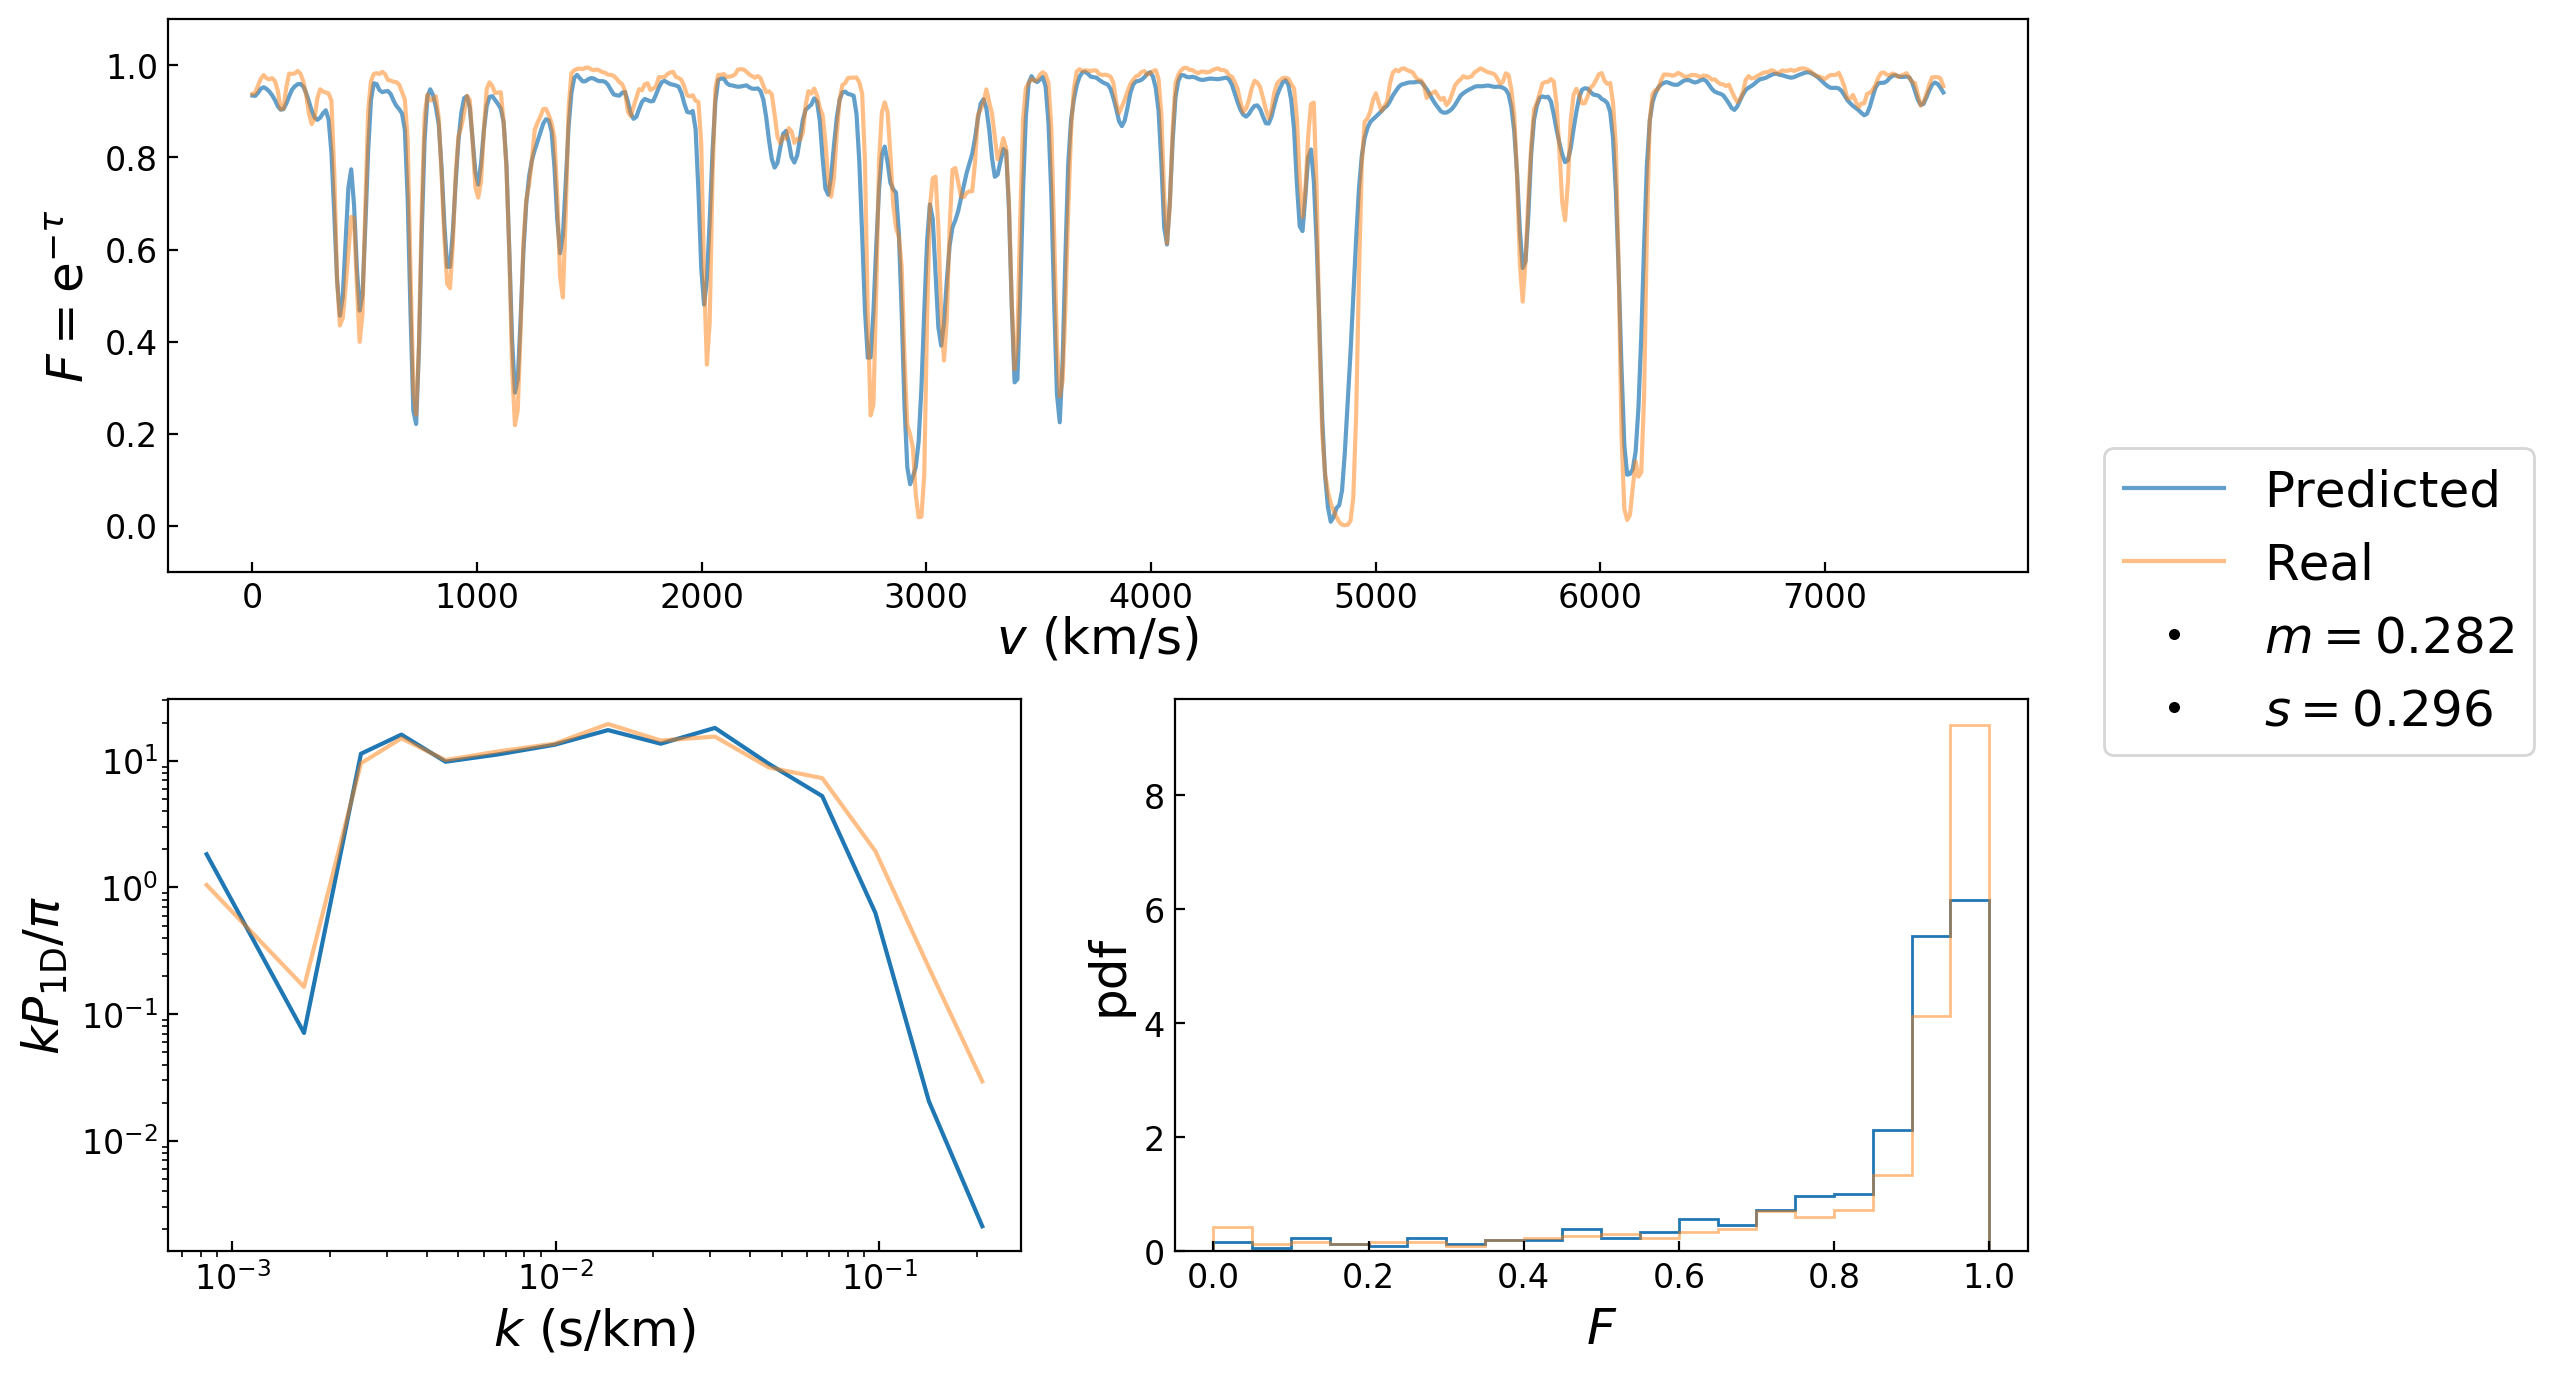 F = e^{−τ}
1.0
0.8
0.6
0.4
0.2
0.0
0 1000 2000 3000 4000 5000 6000 7000
v (km/s)
Predicted
Real
m = 0.282
s = 0.296
kP_{1D}/π
10^1
10^0
10^{−1}
10^{−2}
10^{−3} 10^{−2} 10^{−1}
k (s/km)
pdf
8
6
4
2
0
0.0 0.2 0.4 0.6 0.8 1.0
F